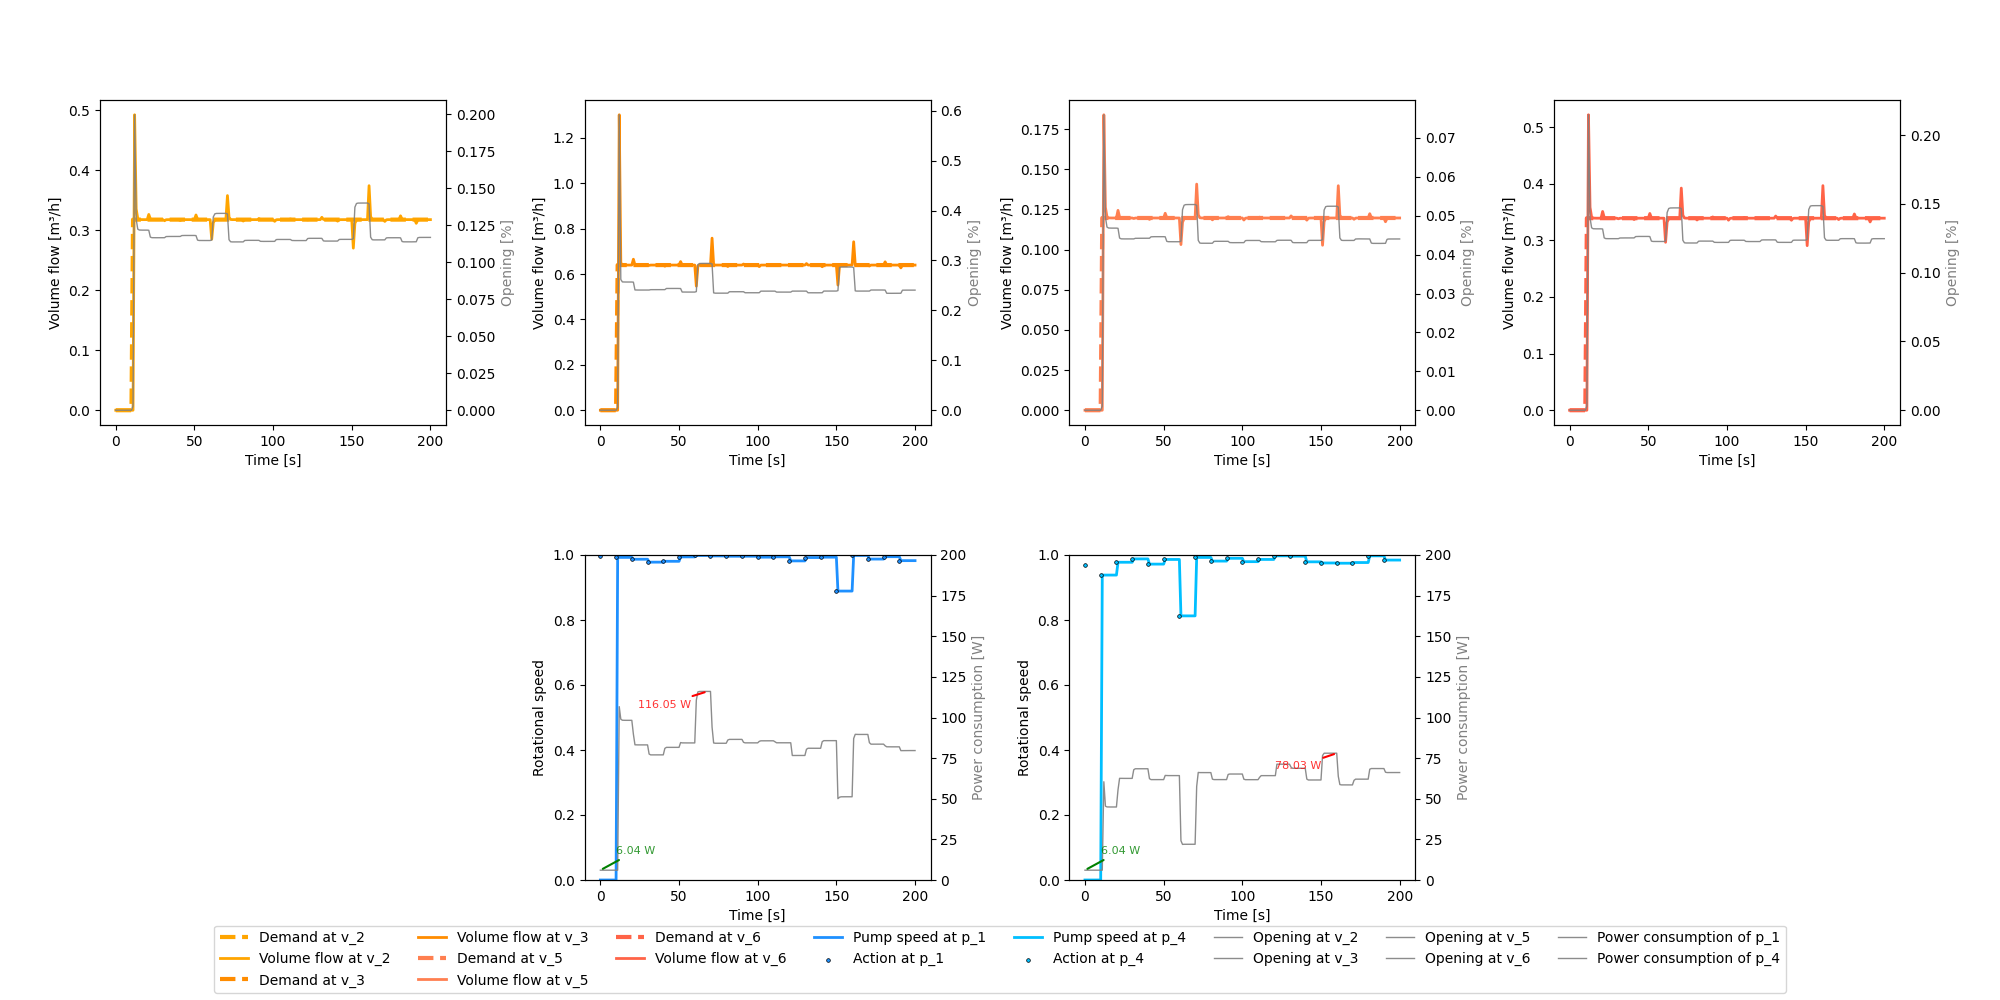 0.5
0.4
0.3
0.2
0.1
0.0
Volume flow [m³/h]
0.200
0.175
0.150
0.125
0.100
0.075
0.050
0.025
0.000
Opening [%]
0 50 100 150 200
Time [s]
1.2
1.0
0.8
0.6
0.4
0.2
0.0
Volume flow [m³/h]
0.6
0.5
0.4
0.3
0.2
0.1
0.0
Opening [%]
0 50 100 150 200
Time [s]
0.175
0.150
0.125
0.100
0.075
0.050
0.025
0.000
Volume flow [m³/h]
0.07
0.06
0.05
0.04
0.03
0.02
0.01
0.00
Opening [%]
0 50 100 150 200
Time [s]
0.5
0.4
0.3
0.2
0.1
0.0
Volume flow [m³/h]
0.20
0.15
0.10
0.05
0.00
Opening [%]
0 50 100 150 200
Time [s]
1.0
0.8
0.6
0.4
0.2
0.0
Rotational speed
116.05 W
6.04 W
200
175
150
125
100
75
50
25
0
Power consumption [W]
0 50 100 150 200
Time [s]
1.0
0.8
0.6
0.4
0.2
0.0
Rotational speed
78.03 W
6.04 W
200
175
150
125
100
75
50
25
0
Power consumption [W]
0 50 100 150 200
Time [s]
Demand at v_2
Volume flow at v_2
Demand at v_3
Volume flow at v_3
Demand at v_5
Volume flow at v_5
Demand at v_6
Volume flow at v_6
Pump speed at p_1
Action at p_1
Pump speed at p_4
Action at p_4
Opening at v_2
Opening at v_3
Opening at v_5
Opening at v_6
Power consumption of p_1
Power consumption of p_4